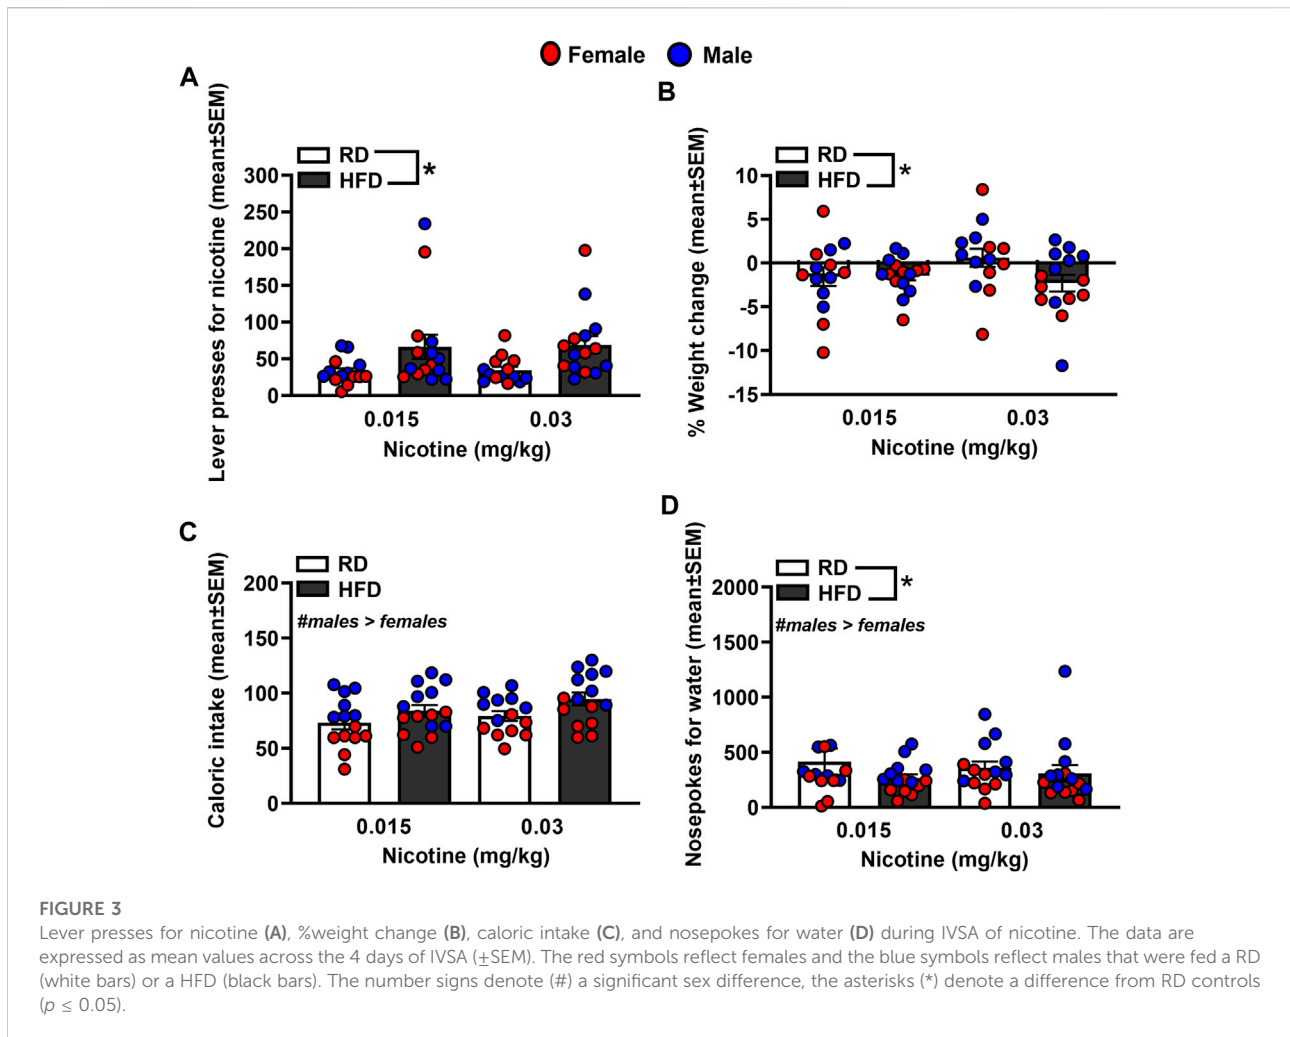 Female Male
A
Lever presses for nicotine (mean±SEM)
RD
HFD
*
300
250
200
150
100
50
0
0.015 0.03
Nicotine (mg/kg)
B
% Weight change (mean±SEM)
RD
HFD
*
10
5
0
-5
-10
-15
0.015 0.03
Nicotine (mg/kg)
C
Caloric intake (mean±SEM)
RD
HFD
#males > females
200
150
100
50
0
0.015 0.03
Nicotine (mg/kg)
D
Nosepokes for water (mean±SEM)
RD
HFD
*
#males > females
2000
1500
1000
500
0
0.015 0.03
Nicotine (mg/kg)
FIGURE 3
Lever presses for nicotine (A), %weight change (B), caloric intake (C), and nosepokes for water (D) during IVSA of nicotine. The data are
expressed as mean values across the 4 days of IVSA (±SEM). The red symbols reflect females and the blue symbols reflect males that were fed a RD
(white bars) or a HFD (black bars). The number signs denote (#) a significant sex difference, the asterisks (*) denote a difference from RD controls
(p ≤ 0.05).